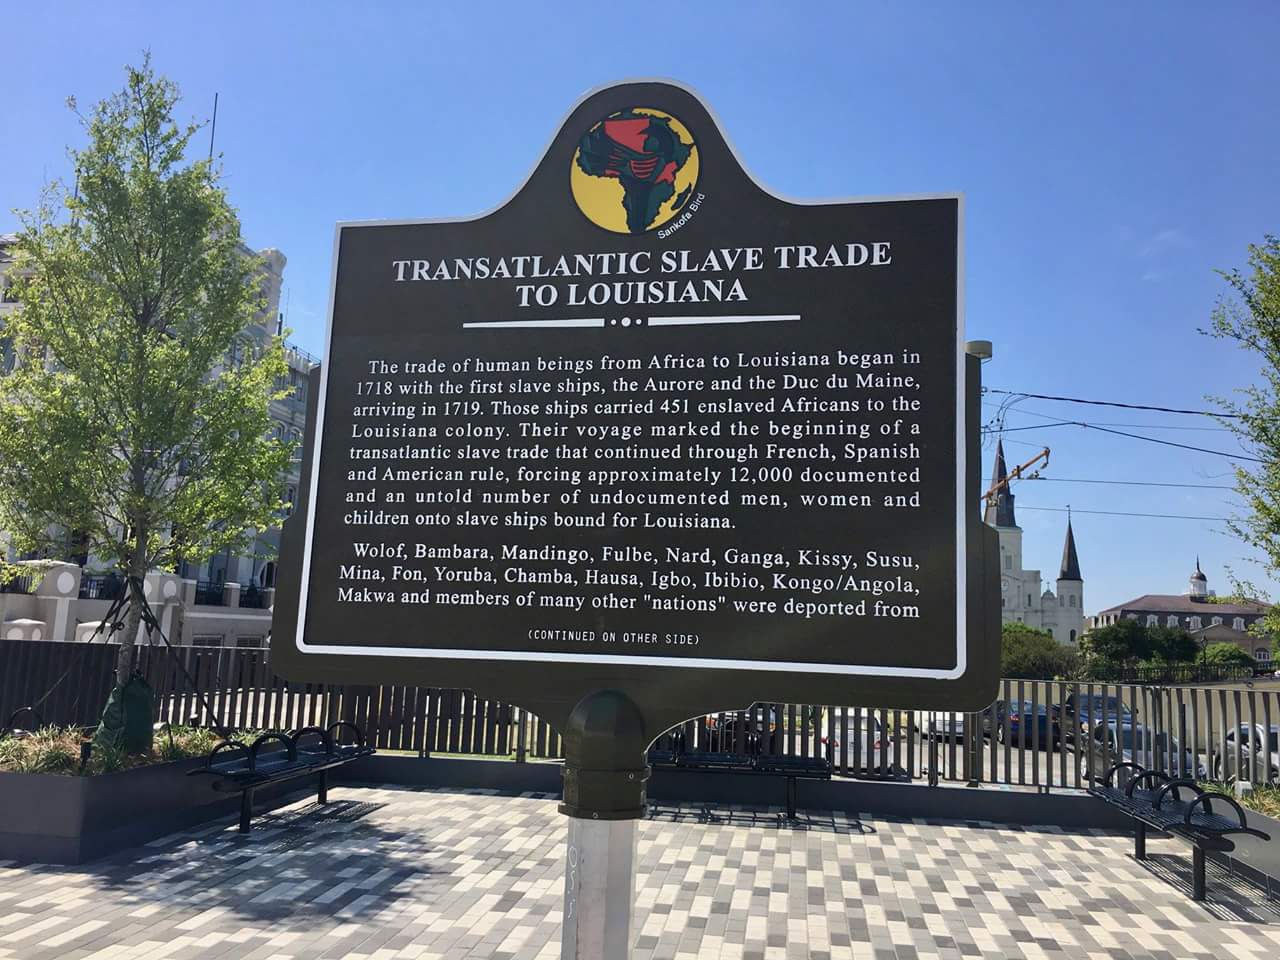 Sankofa Bird
TRANSATLANTIC SLAVE TRADE
TO LOUISIANA
The trade of human beings from Africa to Louisiana began in
1718 with the first slave ships, the Aurore and the Duc du Maine,
arriving in 1719. Those ships carried 451 enslaved Africans to the
Louisiana colony. Their voyage marked the beginning of a
transatlantic slave trade that continued through French, Spanish
and American rule, forcing approximately 12,000 documented
and an untold number of undocumented men, women and
children onto slave ships bound for Louisiana.
Wolof, Bambara, Mandingo, Fulbe, Nard, Ganga, Kissy, Susu,
Mina, Fon, Yoruba, Chamba, Hausa, Igbo, Ibibio, Kongo/Angola,
Makwa and members of many other "nations" were deported from
(CONTINUED ON OTHER SIDE)